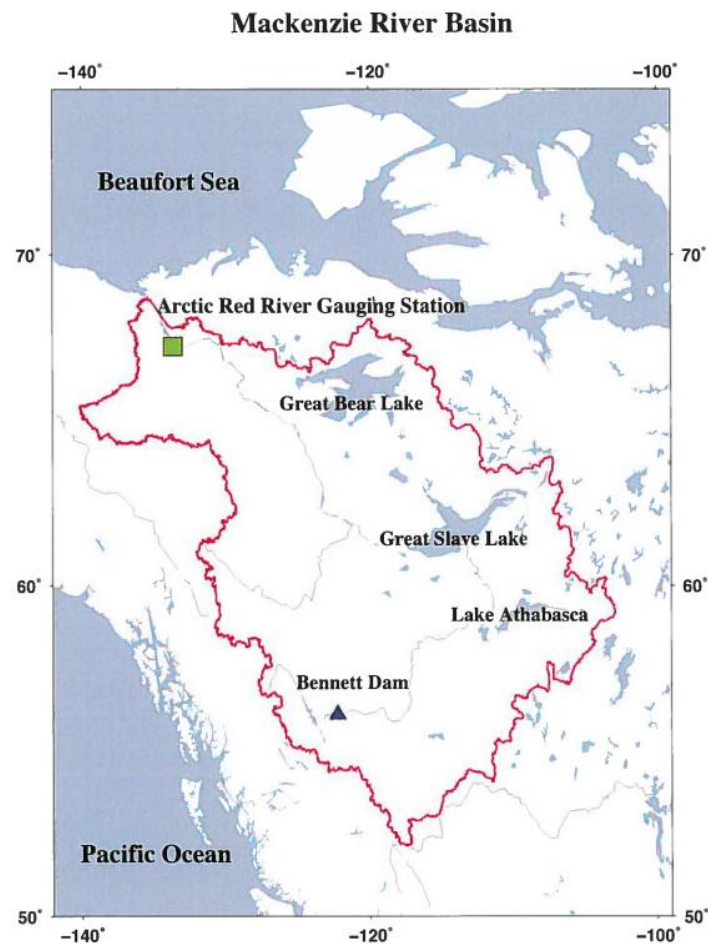 Mackenzie River Basin
−140˚ −120˚ −100˚
Beaufort Sea
70˚ 70˚
Arctic Red River Gauging Station
Great Bear Lake
Great Slave Lake
60˚ 60˚
Lake Athabasca
Bennett Dam
Pacific Ocean
50˚ 50˚
−140˚ −120˚ −100˚